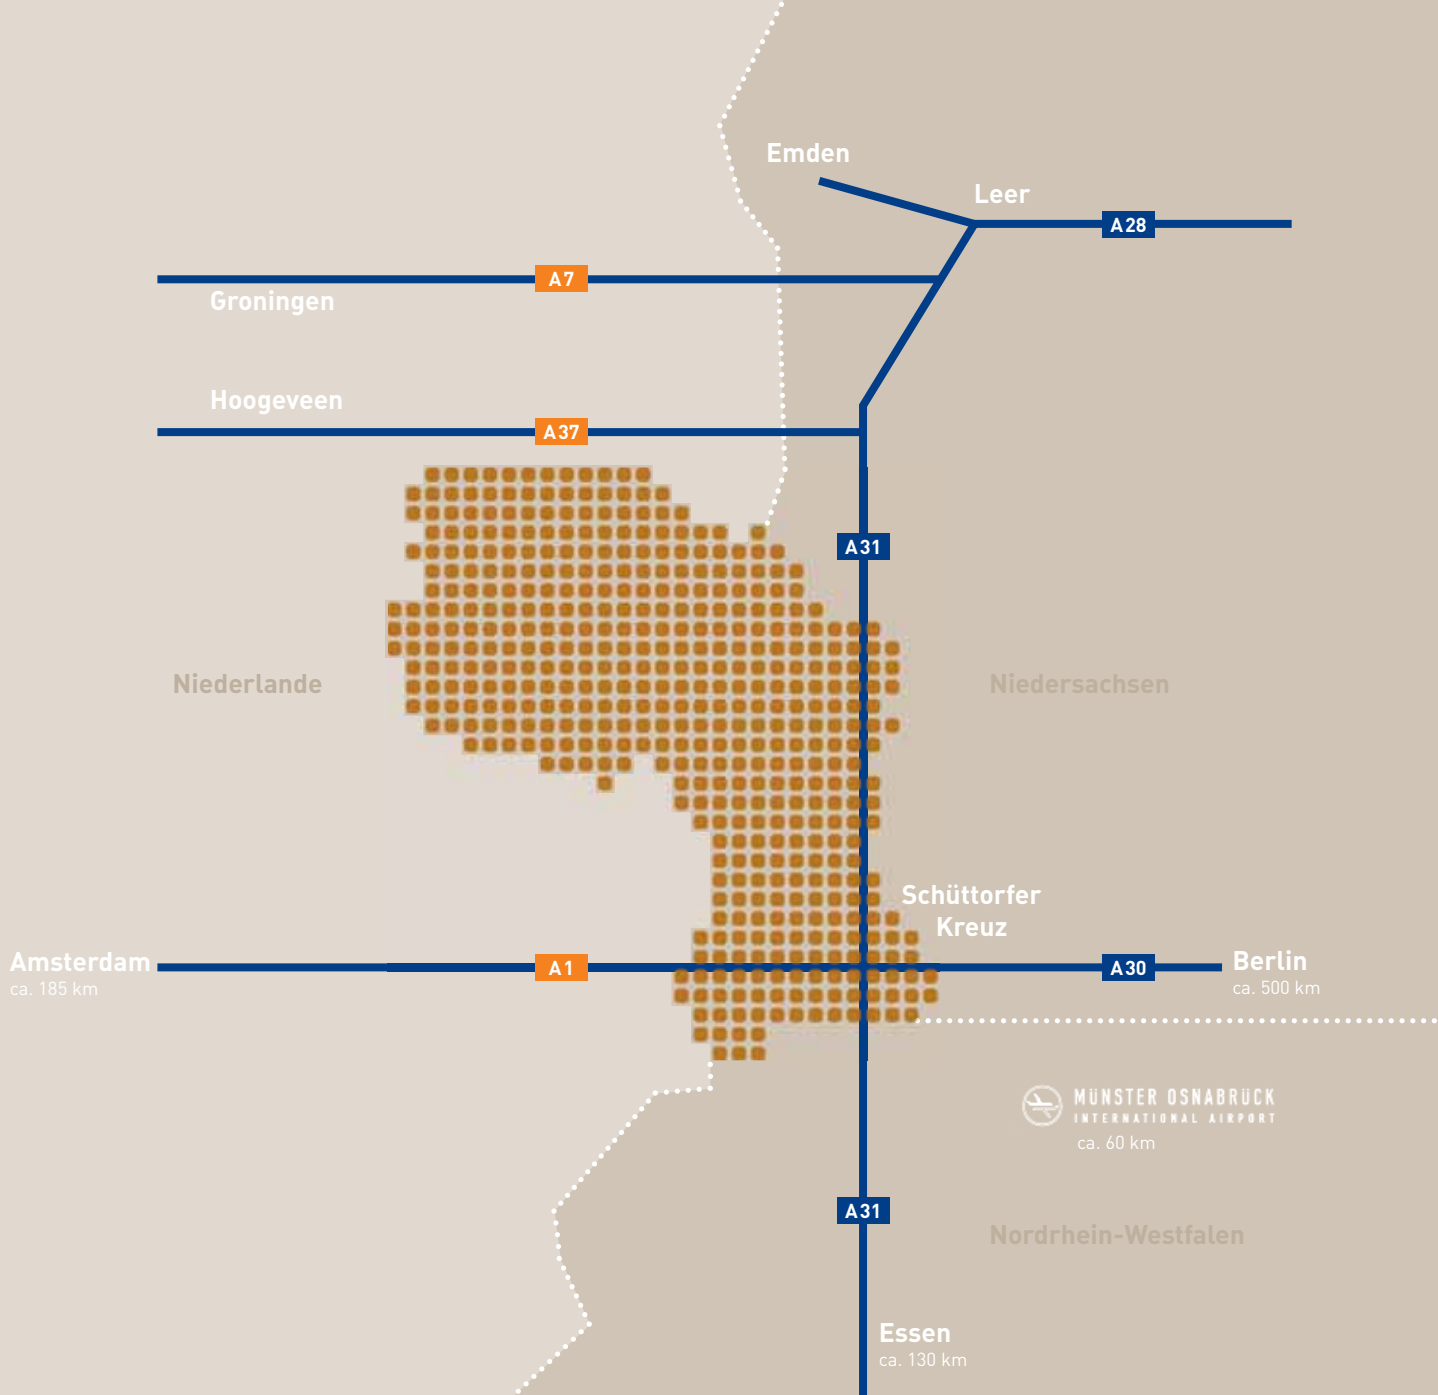 Emden
Leer
A28
A7
Groningen
Hoogeveen
A37
A31
Niederlande
Niedersachsen
Schüttorfer
Kreuz
Amsterdam
ca. 185 km
A1
A30
Berlin
ca. 500 km
MÜNSTER OSNABRÜCK
INTERNATIONAL AIRPORT
ca. 60 km
A31
Nordrhein-Westfalen
Essen
ca. 130 km